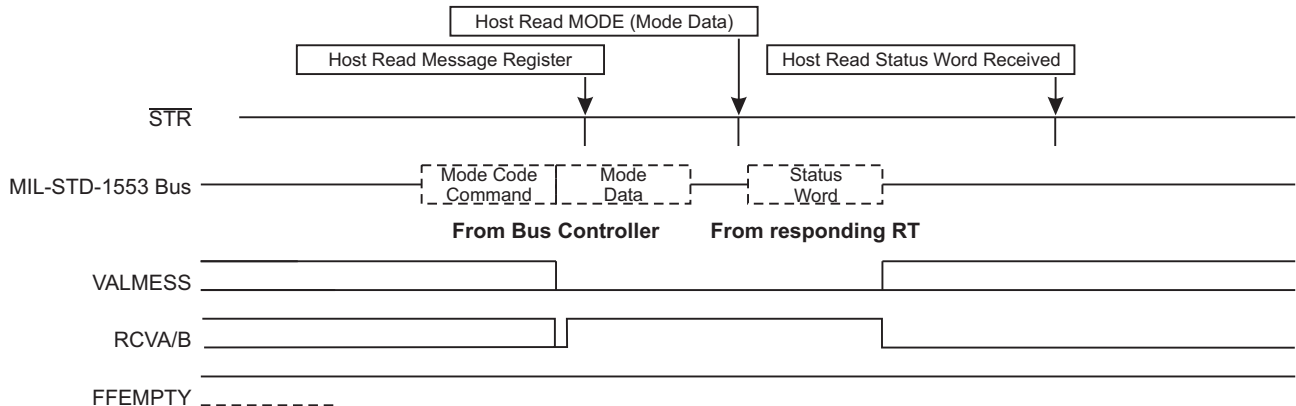 Host Read MODE (Mode Data)
Host Read Message Register
Host Read Status Word Received
STR
MIL-STD-1553 Bus
Mode Code
Command
Mode
Data
Status
Word
From Bus Controller
From responding RT
VALMESS
RCVA/B
FFEMPTY